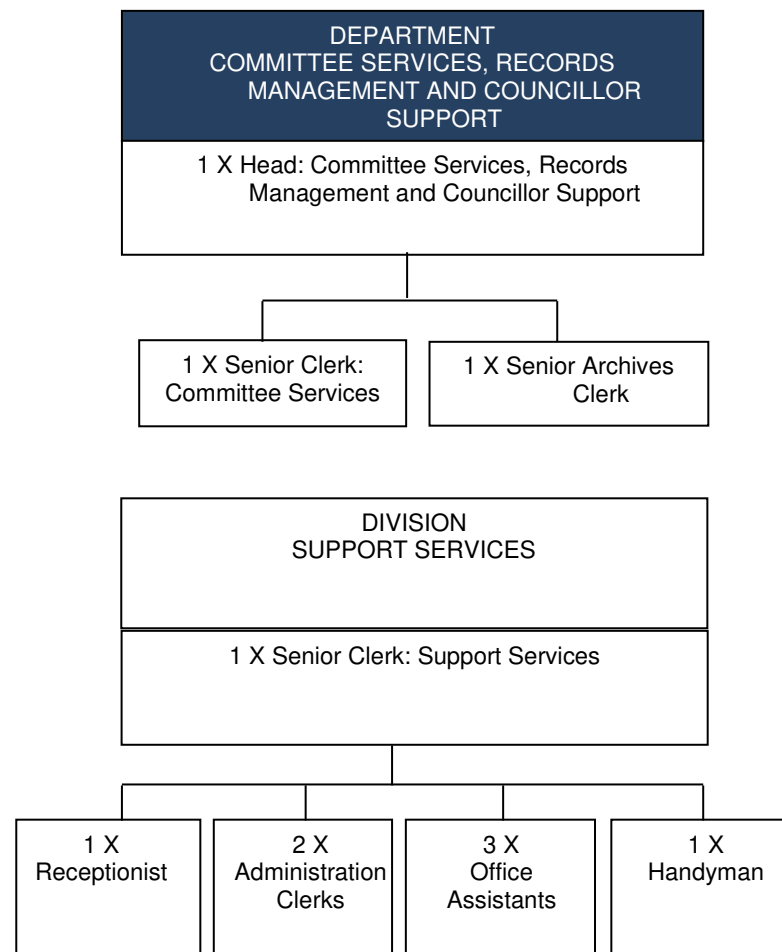 DEPARTMENT
COMMITTEE SERVICES, RECORDS
MANAGEMENT AND COUNCILLOR
SUPPORT
1 X Head: Committee Services, Records
Management and Councillor Support
1 X Senior Clerk:
Committee Services
1 X Senior Archives
Clerk
DIVISION
SUPPORT SERVICES
1 X Senior Clerk: Support Services
1 X
Receptionist
2 X
Administration
Clerks
3 X
Office
Assistants
1 X
Handyman